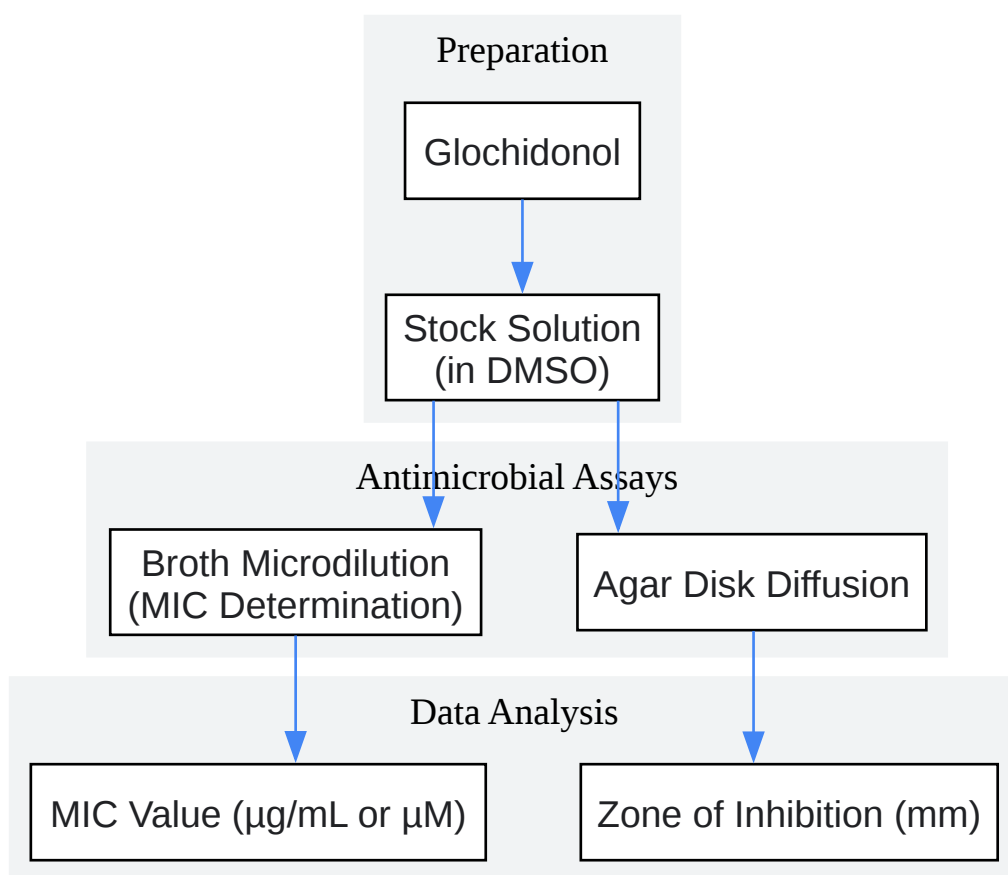 Preparation
Glochidonol
Stock Solution
(in DMSO)
Antimicrobial Assays
Broth Microdilution
(MIC Determination)
Agar Disk Diffusion
Data Analysis
MIC Value (µg/mL or µM)
Zone of Inhibition (mm)